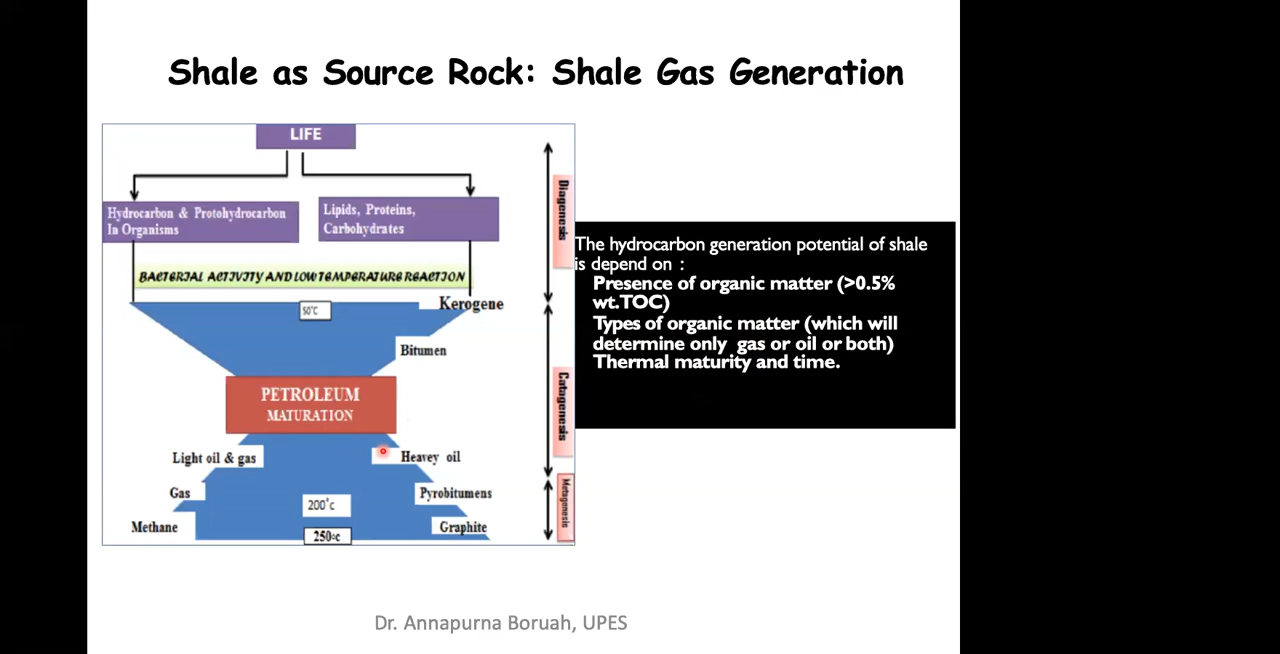 Shale as Source Rock: Shale Gas Generation
LIFE
Hydrocarbon & Protohydrocarbon
In Organisms
Lipids, Proteins,
Carbohydrates
BACTERIAL ACTIVITY AND LOW TEMPERATURE REACTION
50°C
Kerogene
Bitumen
PETROLEUM
MATURATION
Light oil & gas
Heavey oil
Gas
Pyrobitumens
200°c
Methane
Graphite
250°c
Diagenesis
Catagenesis
Metagenesis
The hydrocarbon generation potential of shale
is depend on :
Presence of organic matter (>0.5%
wt.TOC)
Types of organic matter (which will
determine only gas or oil or both)
Thermal maturity and time.
Dr. Annapurna Boruah, UPES